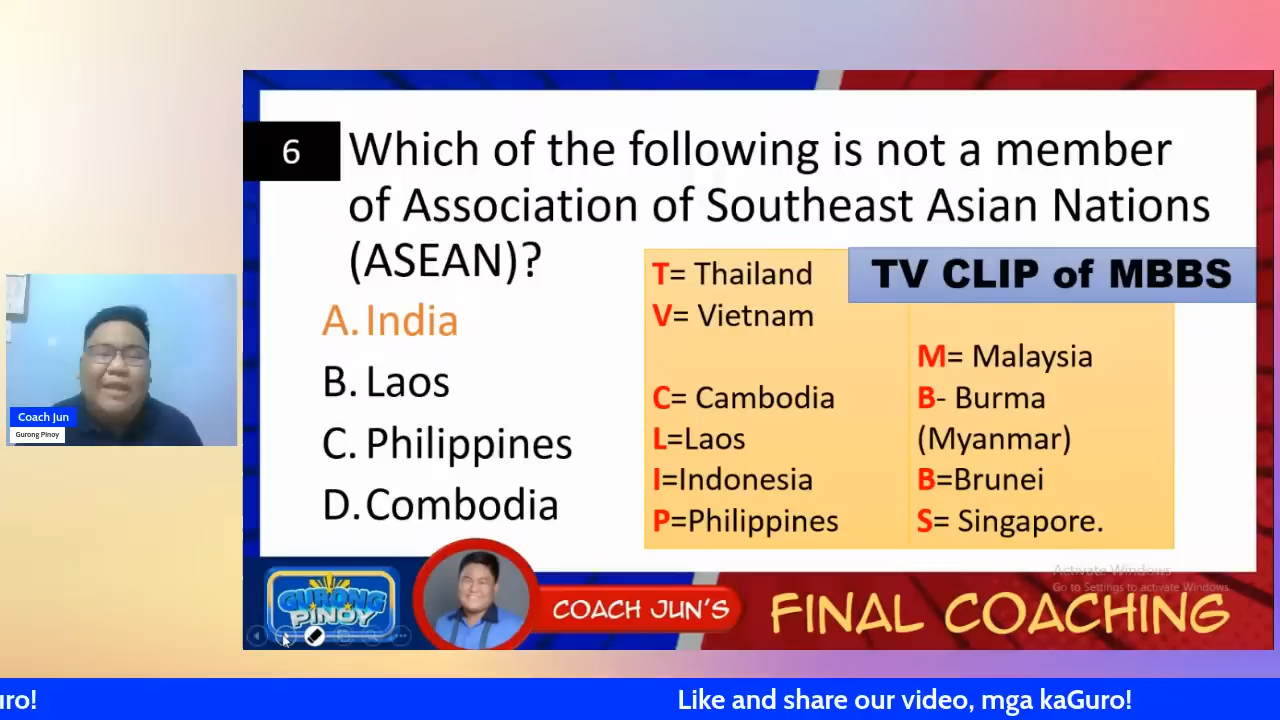 6
Which of the following is not a member
of Association of Southeast Asian Nations
(ASEAN)?
A. India
B. Laos
C. Philippines
D. Combodia
TV CLIP of MBBS
T= Thailand
V= Vietnam
C= Cambodia
L=Laos
I=Indonesia
P=Philippines
M= Malaysia
B- Burma
(Myanmar)
B=Brunei
S= Singapore.
Coach Jun
Gurong Pinoy
GURONG
PINOY
COACH JUN'S
FINAL COACHING
Activate Windows
Go to Settings to activate Windows.
uro!
Like and share our video, mga kaGuro!